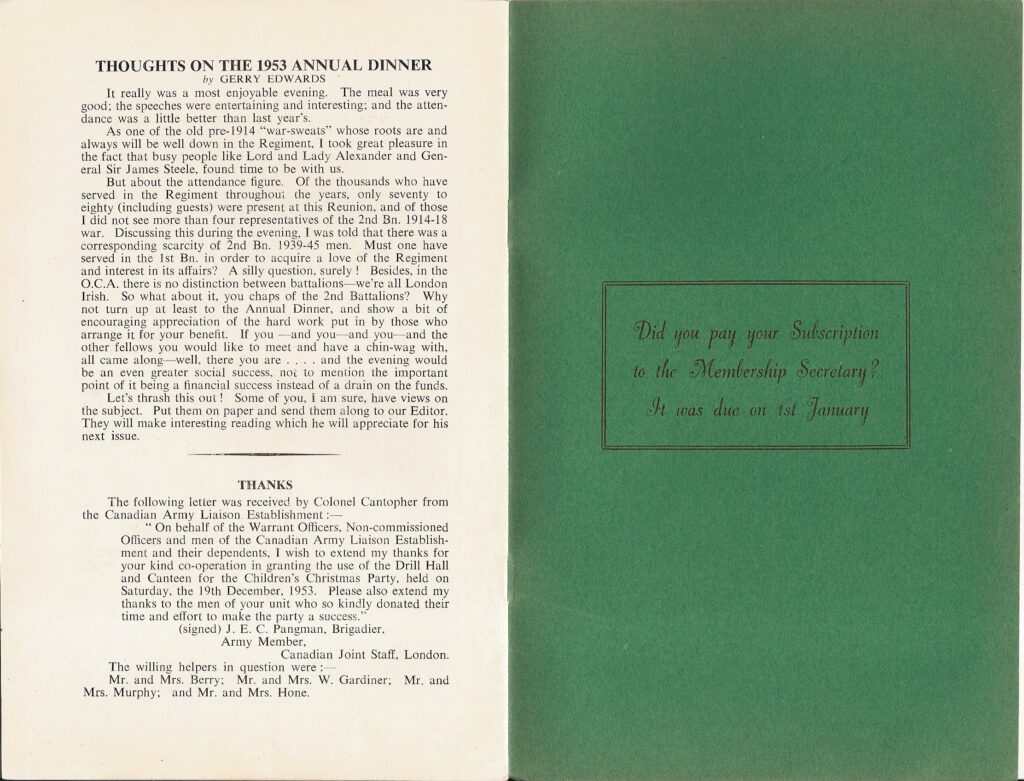 THOUGHTS ON THE 1953 ANNUAL DINNER
by GERRY EDWARDS
It really was a most enjoyable evening. The meal was very
good; the speeches were entertaining and interesting; and the atten-
dance was a little better than last year's.
As one of the old pre-1914 "war-sweats" whose roots are and
always will be well down in the Regiment, I took great pleasure in
the fact that busy people like Lord and Lady Alexander and Gen-
eral Sir James Steele, found time to be with us.
But about the attendance figure. Of the thousands who have
served in the Regiment throughout the years, only seventy to
eighty (including guests) were present at this Reunion, and of those
I did not see more than four representatives of the 2nd Bn. 1914-18
war. Discussing this during the evening, I was told that there was a
corresponding scarcity of 2nd Bn. 1939-45 men. Must one have
served in the 1st Bn. in order to acquire a love of the Regiment
and interest in its affairs? A silly question, surely ! Besides, in the
O.C.A. there is no distinction between battalions—we're all London
Irish. So what about it, you chaps of the 2nd Battalions? Why
not turn up at least to the Annual Dinner, and show a bit of
encouraging appreciation of the hard work put in by those who
arrange it for your benefit. If you —and you—and you—and the
other fellows you would like to meet and have a chin-wag with,
all came along—well, there you are . . . . and the evening would
be an even greater social success, not to mention the important
point of it being a financial success instead of a drain on the funds.
Let's thrash this out ! Some of you, I am sure, have views on
the subject. Put them on paper and send them along to our Editor.
They will make interesting reading which he will appreciate for his
next issue.
THANKS
The following letter was received by Colonel Cantopher from
the Canadian Army Liaison Establishment :—
" On behalf of the Warrant Officers, Non-commissioned
Officers and men of the Canadian Army Liaison Establish-
ment and their dependents, I wish to extend my thanks for
your kind co-operation in granting the use of the Drill Hall
and Canteen for the Children's Christmas Party, held on
Saturday, the 19th December, 1953. Please also extend my
thanks to the men of your unit who so kindly donated their
time and effort to make the party a success."
(signed) J. E. C. Pangman, Brigadier,
Army Member,
Canadian Joint Staff, London.
The willing helpers in question were :—
Mr. and Mrs. Berry; Mr. and Mrs. W. Gardiner; Mr. and
Mrs. Murphy; and Mr. and Mrs. Hone.
Did you pay your Subscription
to the Membership Secretary?
It was due on 1st January